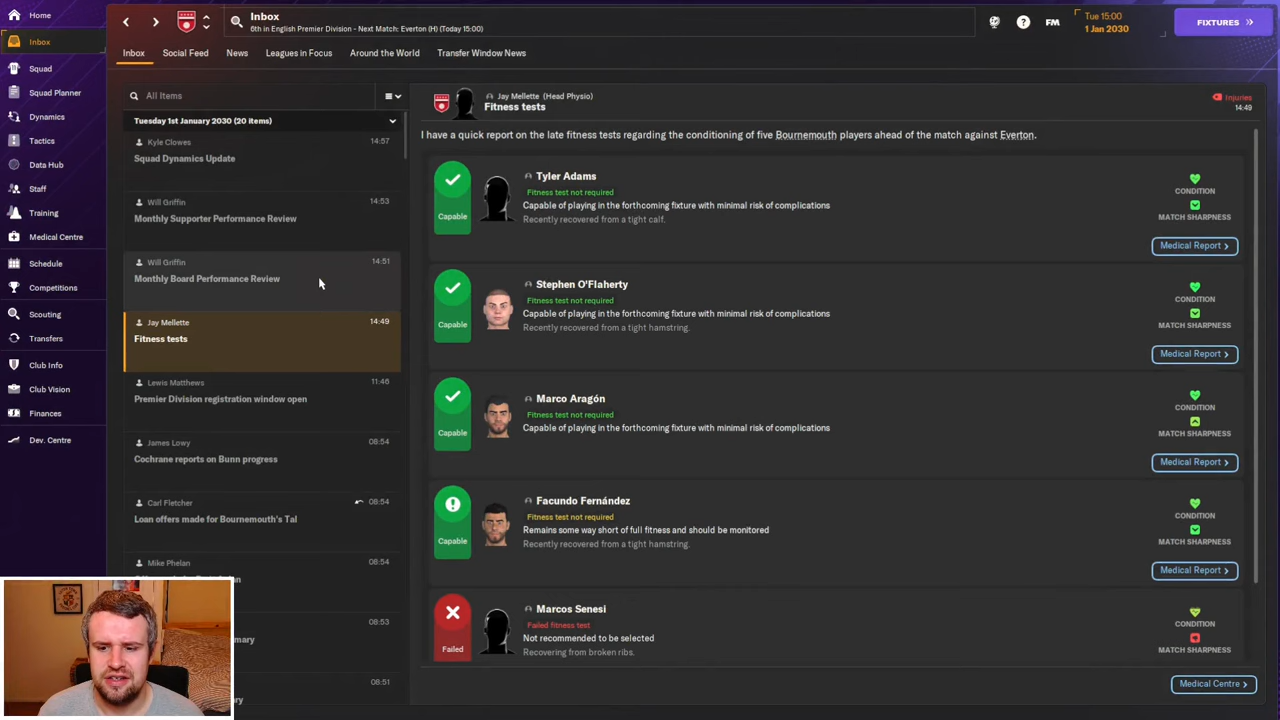 Home
Inbox
Squad
Squad Planner
Dynamics
Tactics
Data Hub
Staff
Training
Medical Centre
Schedule
Competitions
Scouting
Transfers
Club Info
Club Vision
Finances
Dev. Centre
Inbox
6th in English Premier Division - Next Match: Everton (H) (Today 15:00)
?
FM
Tue 15:00
1 Jan 2030
FIXTURES
Inbox
Social Feed
News
Leagues in Focus
Around the World
Transfer Window News
All Items
Tuesday 1st January 2030 (20 items)
Kyle Clowes 14:57
Squad Dynamics Update
Will Griffin 14:53
Monthly Supporter Performance Review
Will Griffin 14:51
Monthly Board Performance Review
Jay Mellette 14:49
Fitness tests
Lewis Matthews 11:46
Premier Division registration window open
James Lowy 08:54
Cochrane reports on Bunn progress
Carl Fletcher 08:54
Loan offers made for Bournemouth's Tal
Mike Phelan 08:54
08:53
08:51
Jay Mellette (Head Physio)
Fitness tests
Injuries
14:49
I have a quick report on the late fitness tests regarding the conditioning of five Bournemouth players ahead of the match against Everton.
Capable
Tyler Adams
Fitness test not required
Capable of playing in the forthcoming fixture with minimal risk of complications
Recently recovered from a tight calf.
CONDITION
MATCH SHARPNESS
Medical Report
Capable
Stephen O'Flaherty
Fitness test not required
Capable of playing in the forthcoming fixture with minimal risk of complications
Recently recovered from a tight hamstring.
CONDITION
MATCH SHARPNESS
Medical Report
Capable
Marco Aragón
Fitness test not required
Capable of playing in the forthcoming fixture with minimal risk of complications
CONDITION
MATCH SHARPNESS
Medical Report
Capable
Facundo Fernández
Fitness test not required
Remains some way short of full fitness and should be monitored
Recently recovered from a tight hamstring.
CONDITION
MATCH SHARPNESS
Medical Report
Failed
Marcos Senesi
Failed fitness test
Not recommended to be selected
Recovering from broken ribs.
CONDITION
MATCH SHARPNESS
Medical Centre